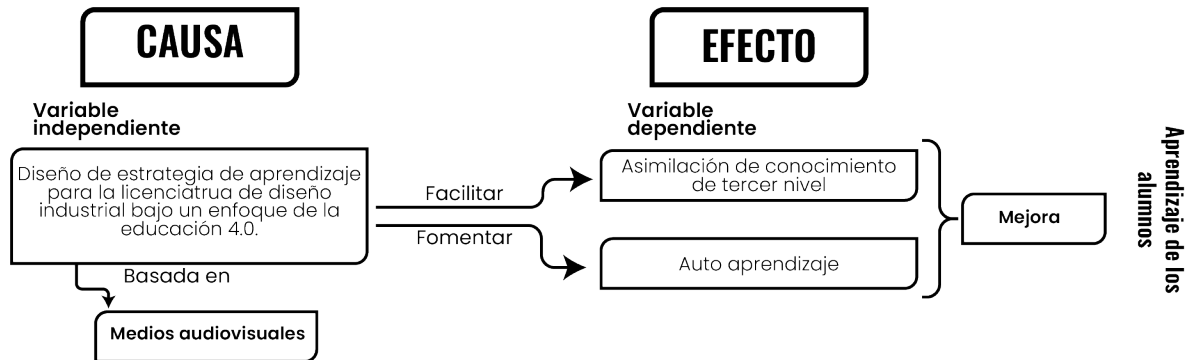 CAUSA
EFECTO
Variable
independiente
Variable
dependiente
Diseño de estrategia de aprendizaje
para la licenciatrua de diseño
industrial bajo un enfoque de la
educación 4.0.
Facilitar
Fomentar
Asimilación de conocimiento
de tercer nivel
Auto aprendizaje
Mejora
Aprendizaje de los
alumnos
Basada en
Medios audiovisuales